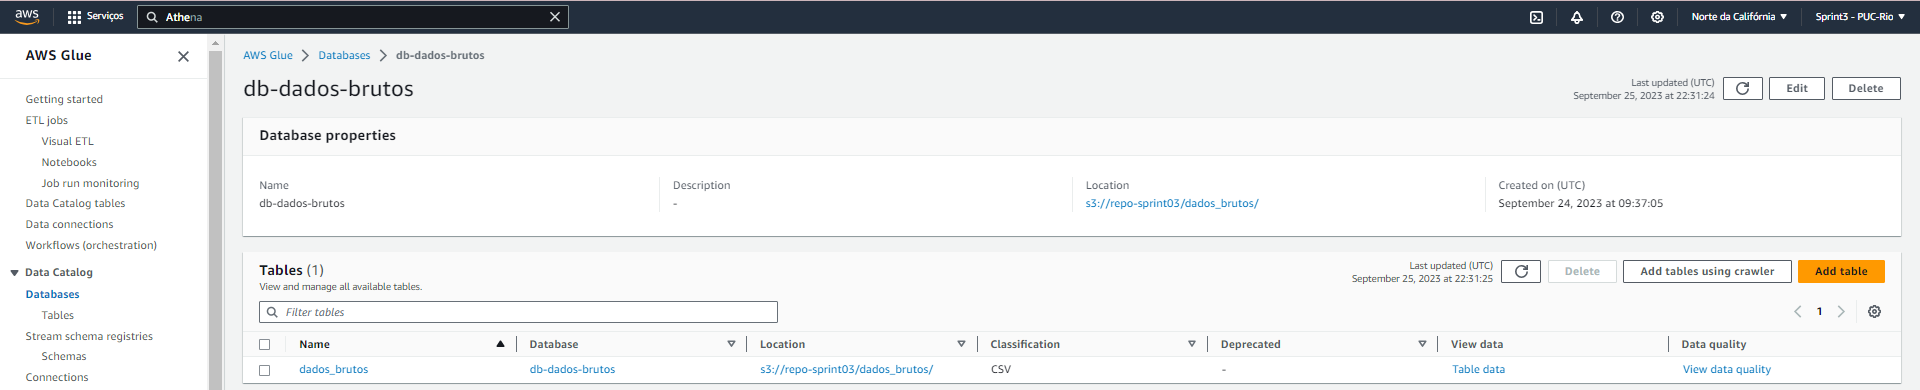 aws Serviços Athena Norte da Califórnia Sprint3 - PUC-Rio
AWS Glue
Getting started
ETL jobs
Visual ETL
Notebooks
Job run monitoring
Data Catalog tables
Data connections
Workflows (orchestration)
Data Catalog
Databases
Tables
Stream schema registries
Schemas
Connections
AWS Glue Databases db-dados-brutos
db-dados-brutos
Last updated (UTC)
September 25, 2023 at 22:31:24
Edit Delete
Database properties
Name Description Location Created on (UTC)
db-dados-brutos - s3://repo-sprint03/dados_brutos/ September 24, 2023 at 09:37:05
Tables (1)
View and manage all available tables.
Last updated (UTC)
September 25, 2023 at 22:31:25
Delete Add tables using crawler Add table
Filter tables 1
Name Database Location Classification Deprecated View data Data quality
dados_brutos db-dados-brutos s3://repo-sprint03/dados_brutos/ CSV - Table data View data quality